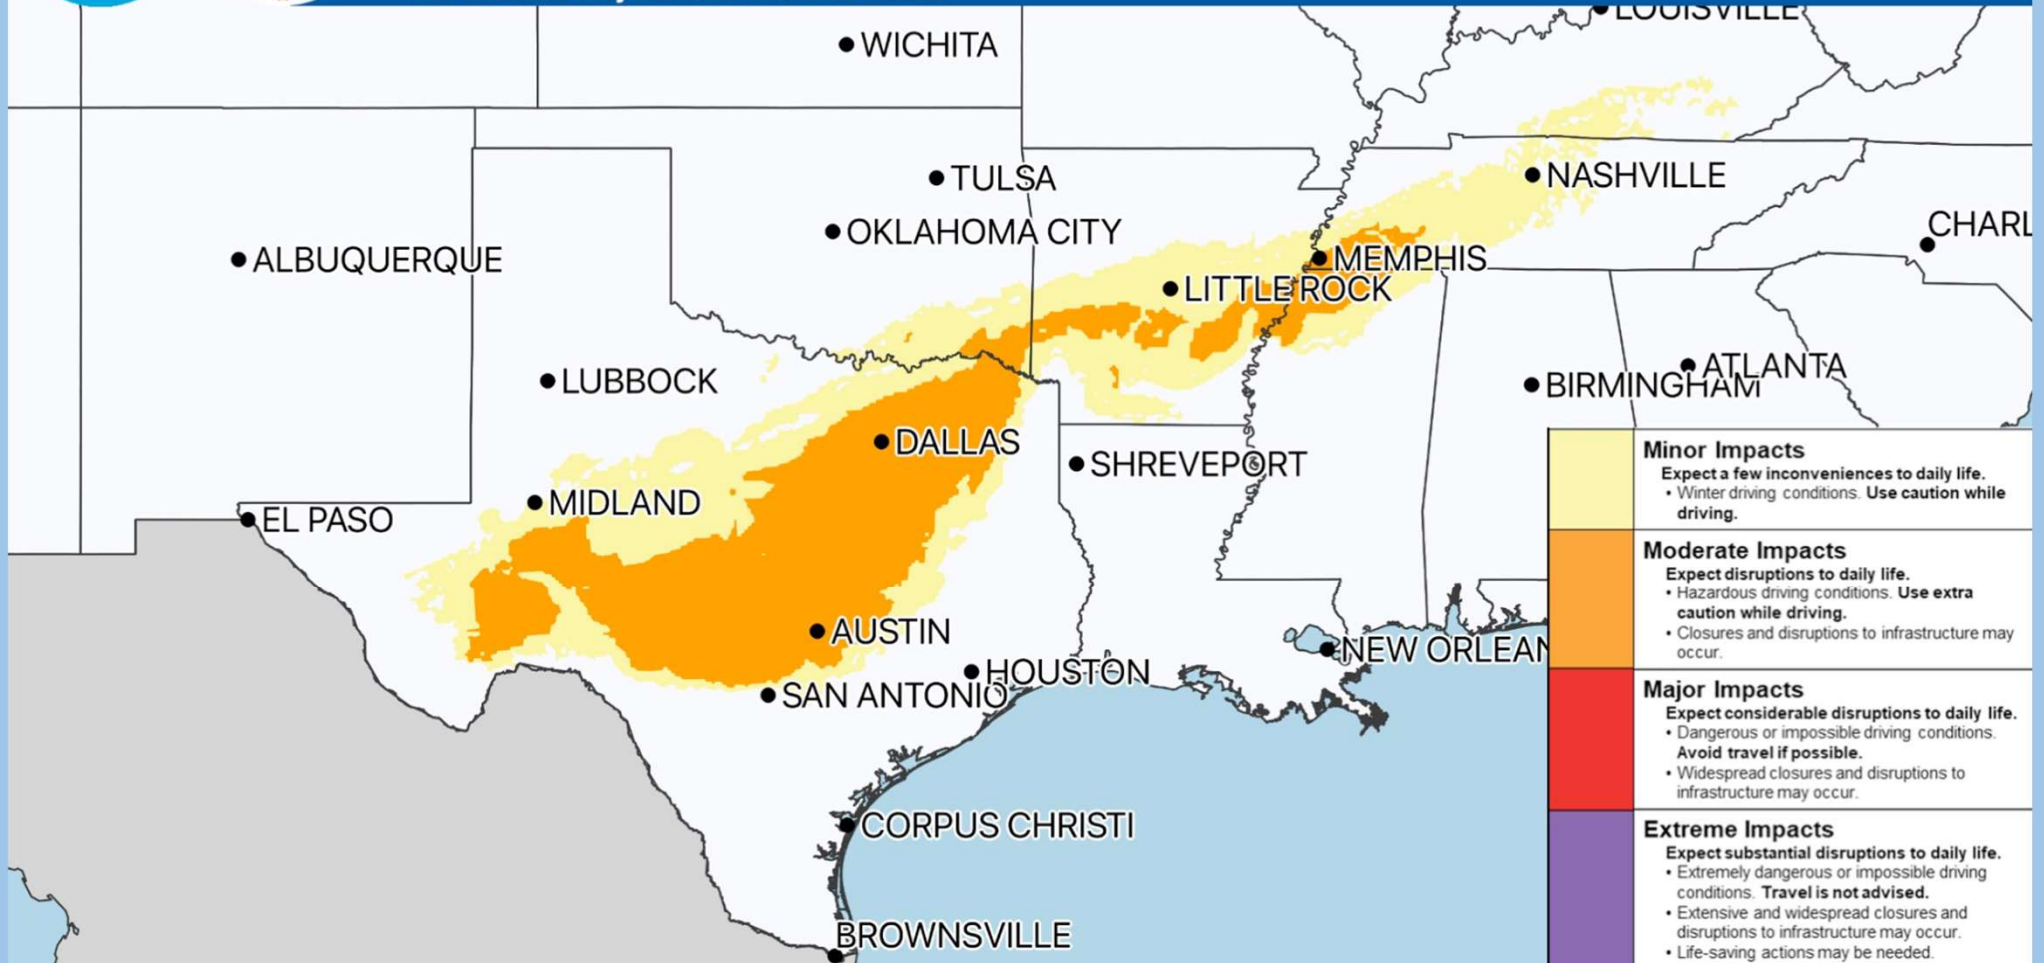 LOUISVILLE
WICHITA
TULSA
NASHVILLE
OKLAHOMA CITY
CHARL
ALBUQUERQUE
MEMPHIS
LITTLE ROCK
LUBBOCK
ATLANTA
BIRMINGHAM
DALLAS
SHREVEPORT
MIDLAND
EL PASO
AUSTIN
NEW ORLEAN
HOUSTON
SAN ANTONIO
CORPUS CHRISTI
BROWNSVILLE
Minor Impacts
Expect a few inconveniences to daily life.
• Winter driving conditions. Use caution while
driving.
Moderate Impacts
Expect disruptions to daily life.
• Hazardous driving conditions. Use extra
caution while driving.
• Closures and disruptions to infrastructure may
occur.
Major Impacts
Expect considerable disruptions to daily life.
• Dangerous or impossible driving conditions.
Avoid travel if possible.
• Widespread closures and disruptions to
infrastructure may occur.
Extreme Impacts
Expect substantial disruptions to daily life.
• Extremely dangerous or impossible driving
conditions. Travel is not advised.
• Extensive and widespread closures and
disruptions to infrastructure may occur.
• Life-saving actions may be needed.